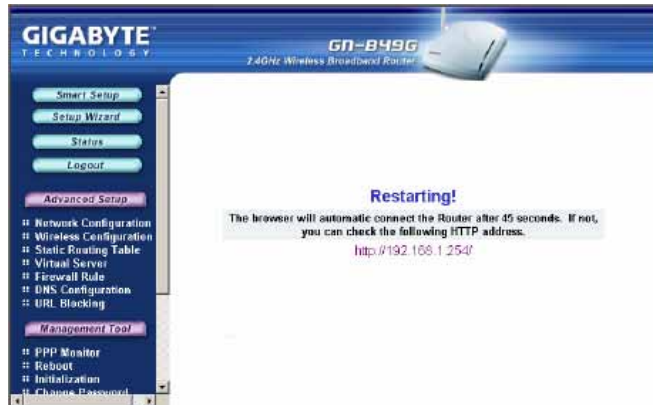 GIGABYTE
TECHNOLOGY
GN-B49G
2.4GHz Wireless Broadband Router
Smart Setup
Setup Wizard
Status
Logout
Advanced Setup
Network Configuration
Wireless Configuration
Static Routing Table
Virtual Server
Firewall Rule
DNS Configuration
URL Blocking
Management Tool
PPP Monitor
Reboot
Initialization
Change Password
Restarting!
The browser will automatic connect the Router after 45 seconds. If not,
you can check the following HTTP address.
http://192.168.1.254/